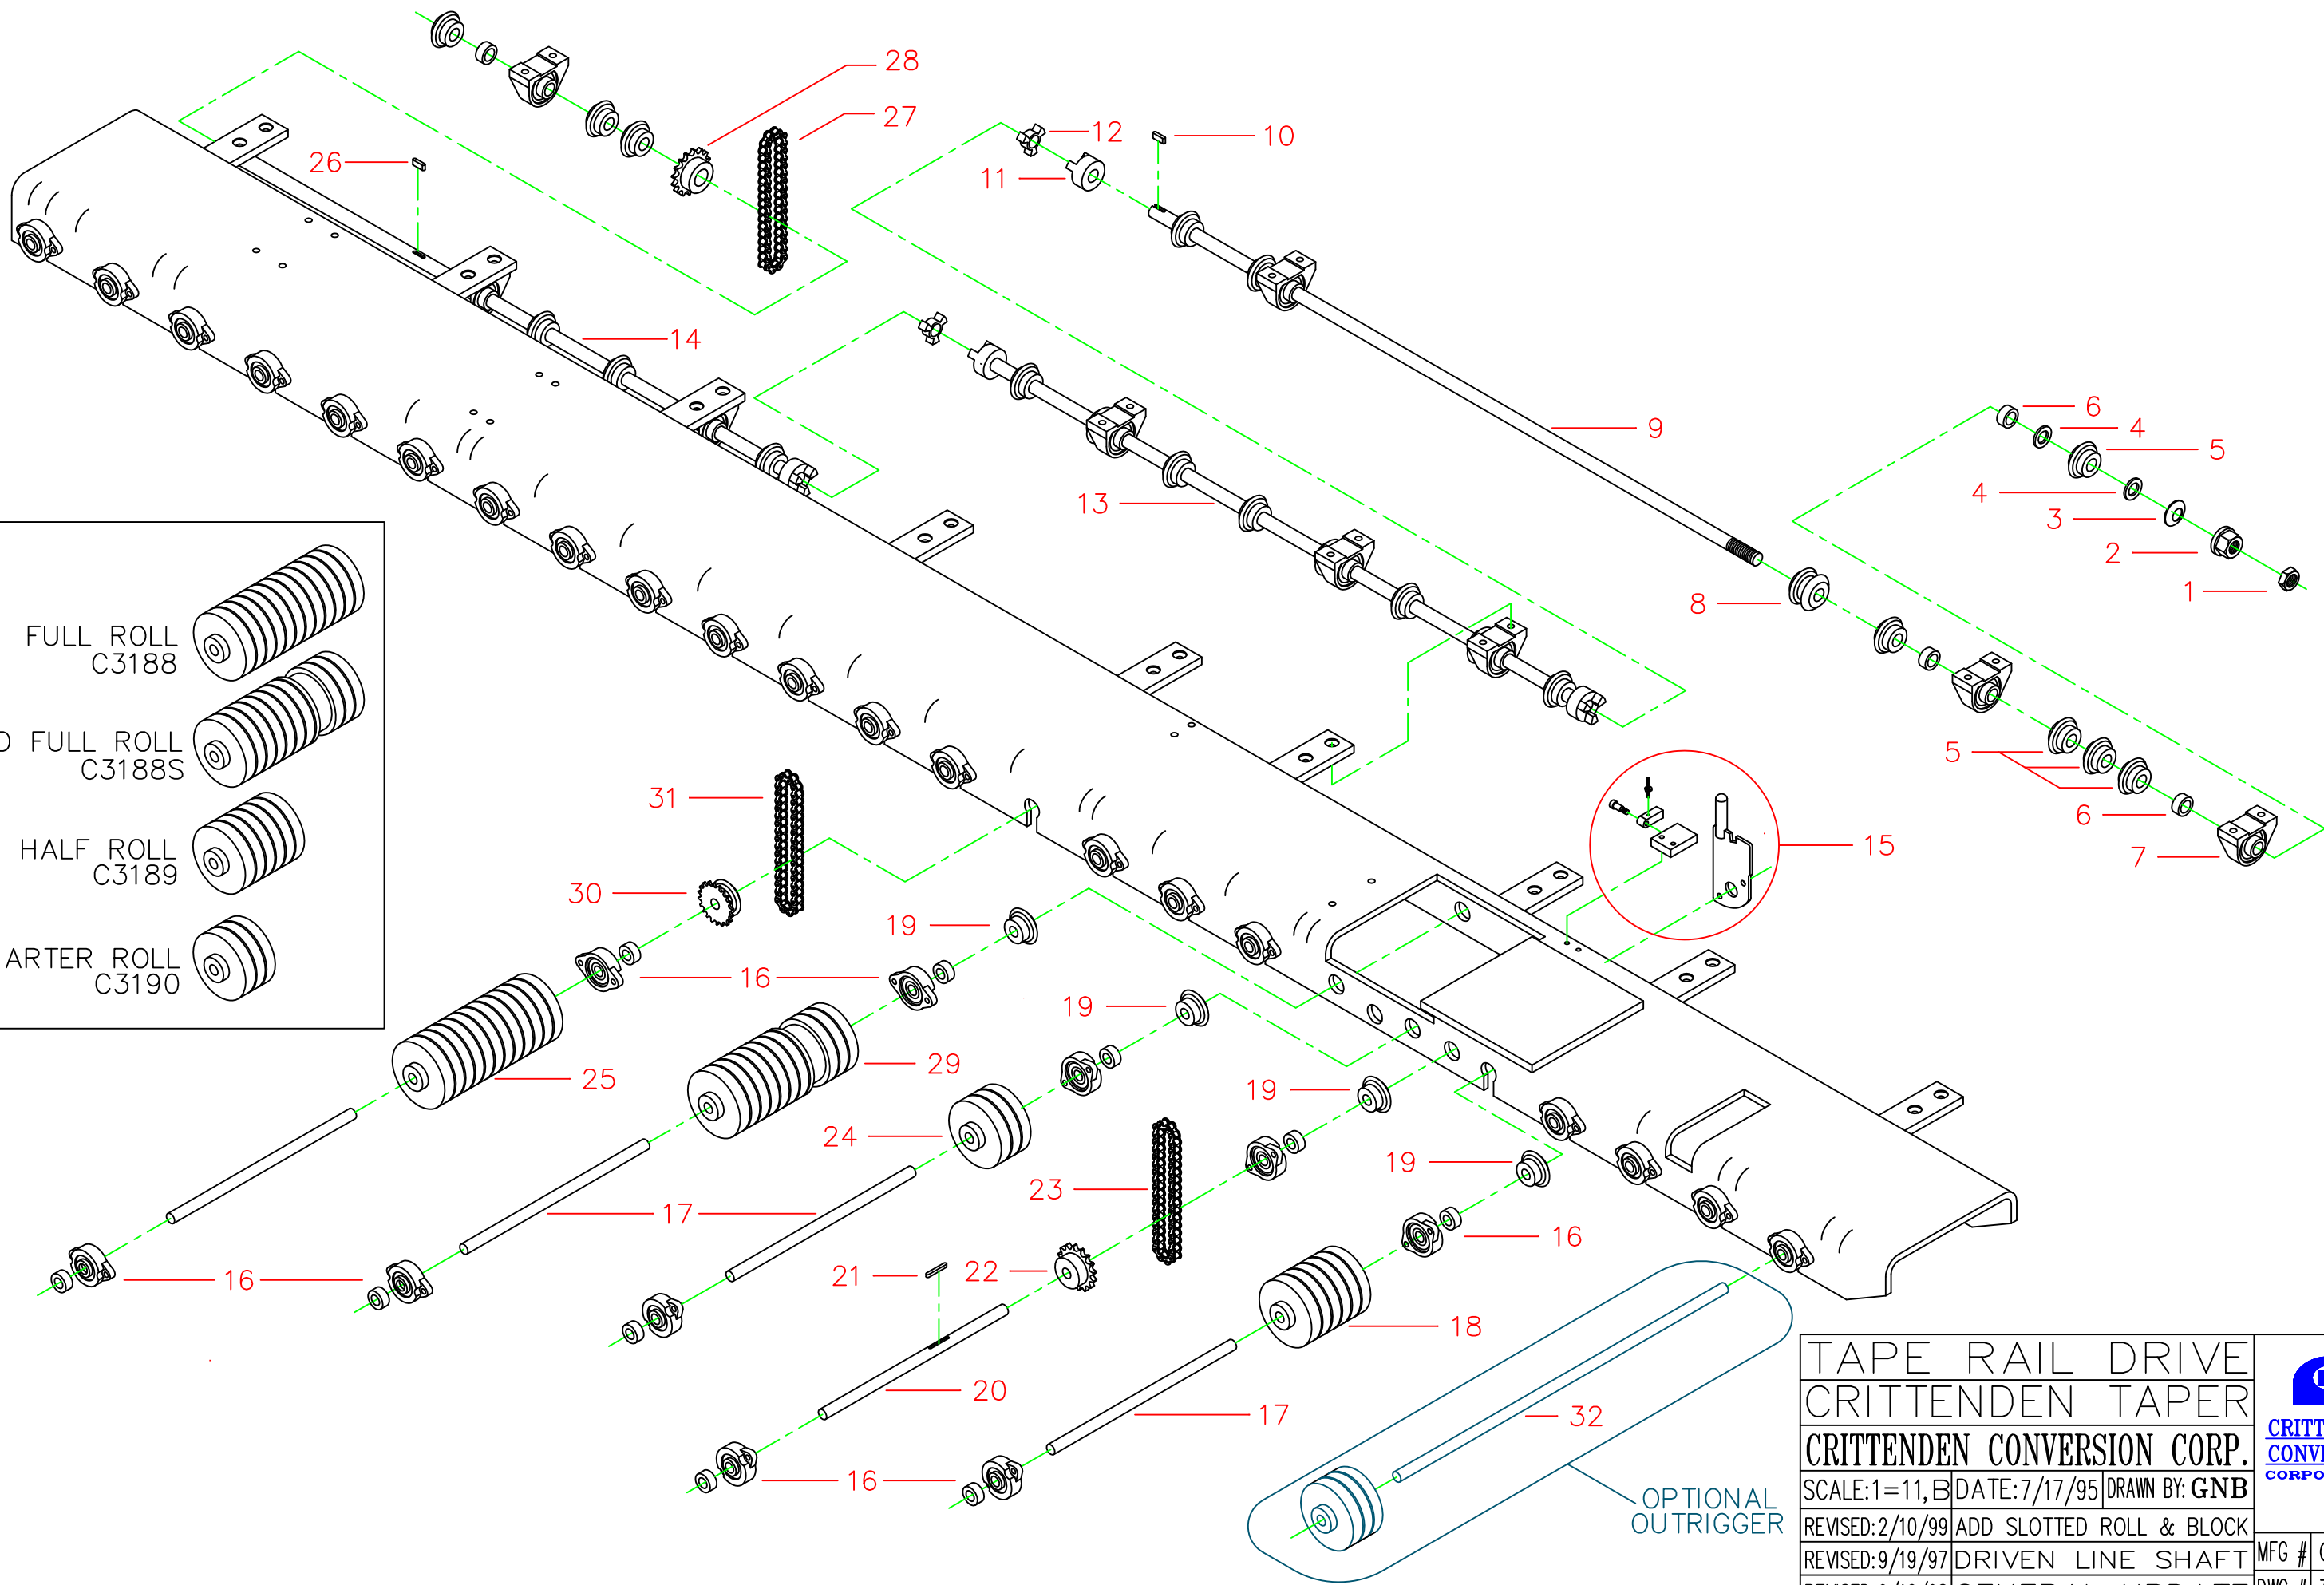 28
27
12
10
26
11
14
9
6
4
5
13
4
3
2
1
8
FULL ROLL
C3188
FULL ROLL
C3188S
5
31
6
HALF ROLL
C3189
15
7
30
19
ROLL
C3190
16
19
25
29
19
24
23
19
17
16
16
21
22
18
20
17
32
16
OPTIONAL
OUTRIGGER
TAPE RAIL DRIVE
CRITTENDEN TAPER
CRITTENDEN CONVERSION CORP.
SCALE:1=11,B DATE:7/17/95 DRAWN BY: GNB
REVISED:2/10/99 ADD SLOTTED ROLL & BLOCK
REVISED:9/19/97 DRIVEN LINE SHAFT
MFG #